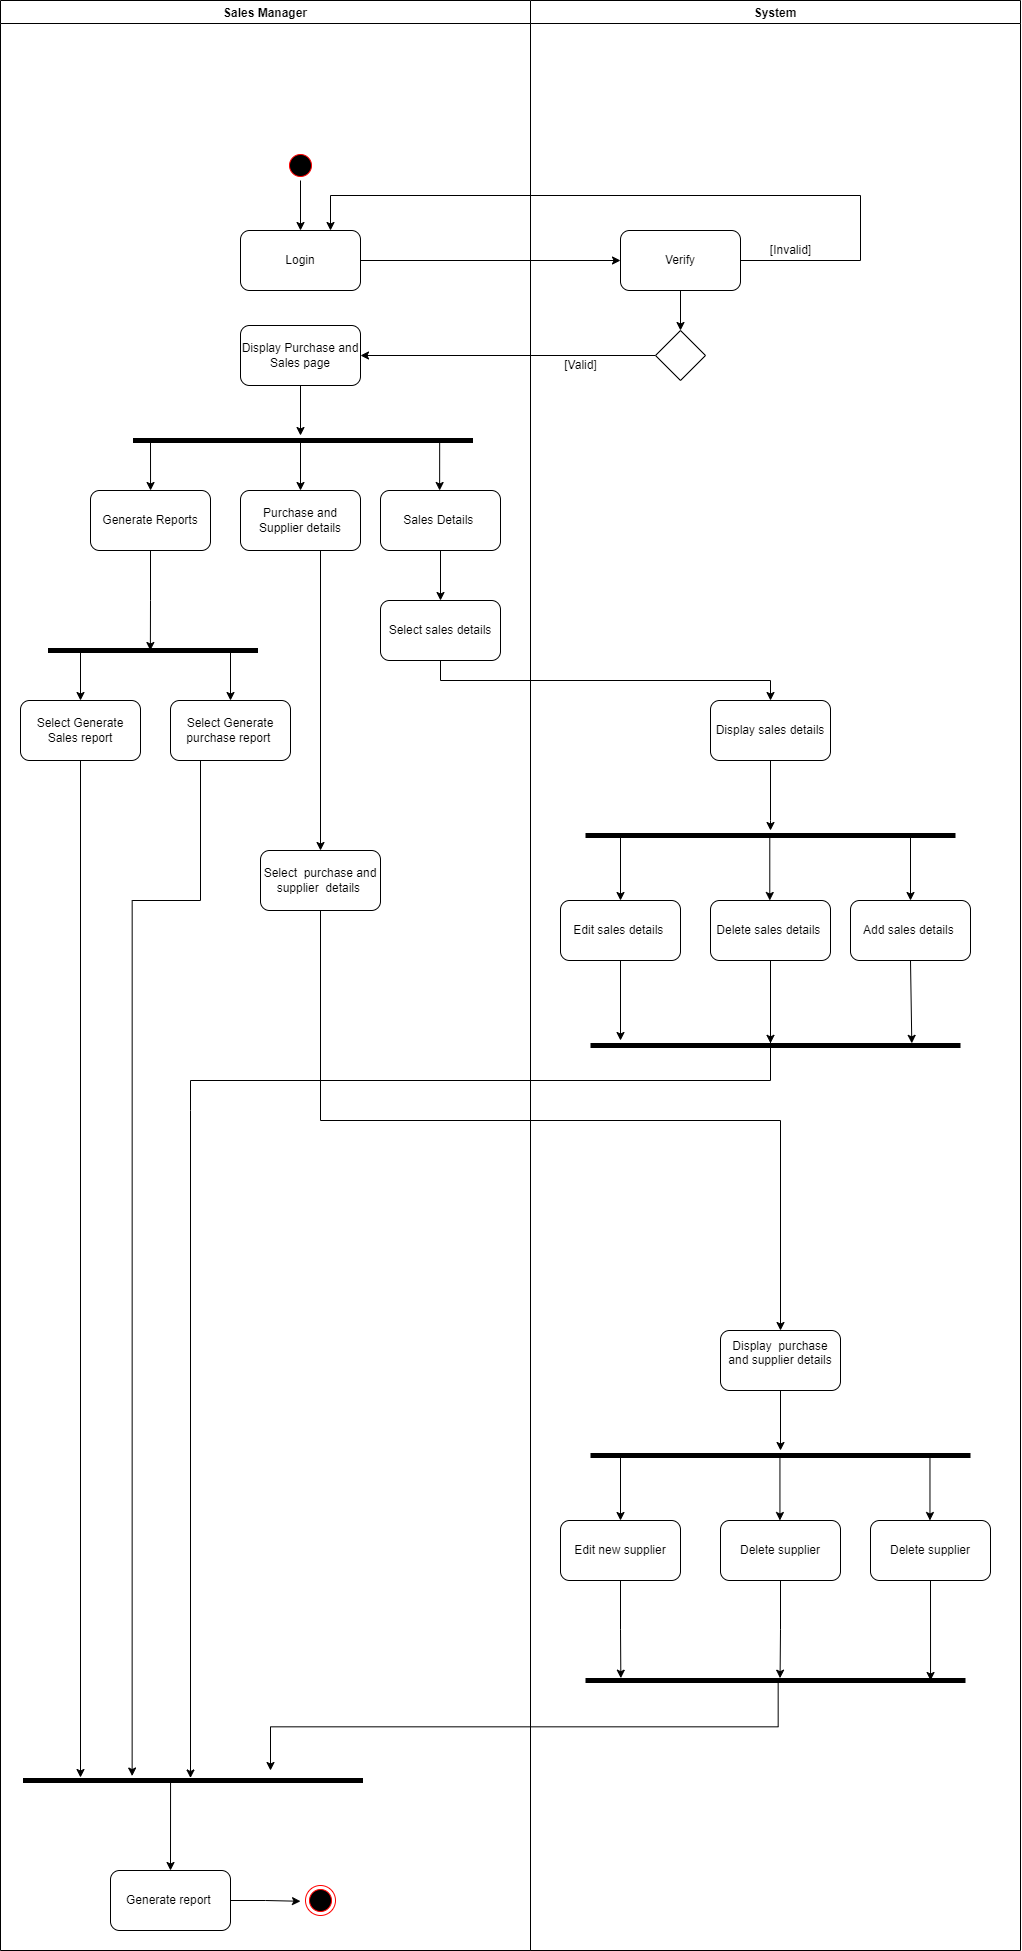 Sales Manager
System
Login
Verify
[Invalid]
Display Purchase and
Sales page
[Valid]
Generate Reports
Purchase and
Supplier details
Sales Details
Select sales details
Select Generate
Sales report
Select Generate
purchase report
Display sales details
Select purchase and
supplier details
Edit sales details
Delete sales details
Add sales details
Display purchase
and supplier details
Edit new supplier
Delete supplier
Delete supplier
Generate report